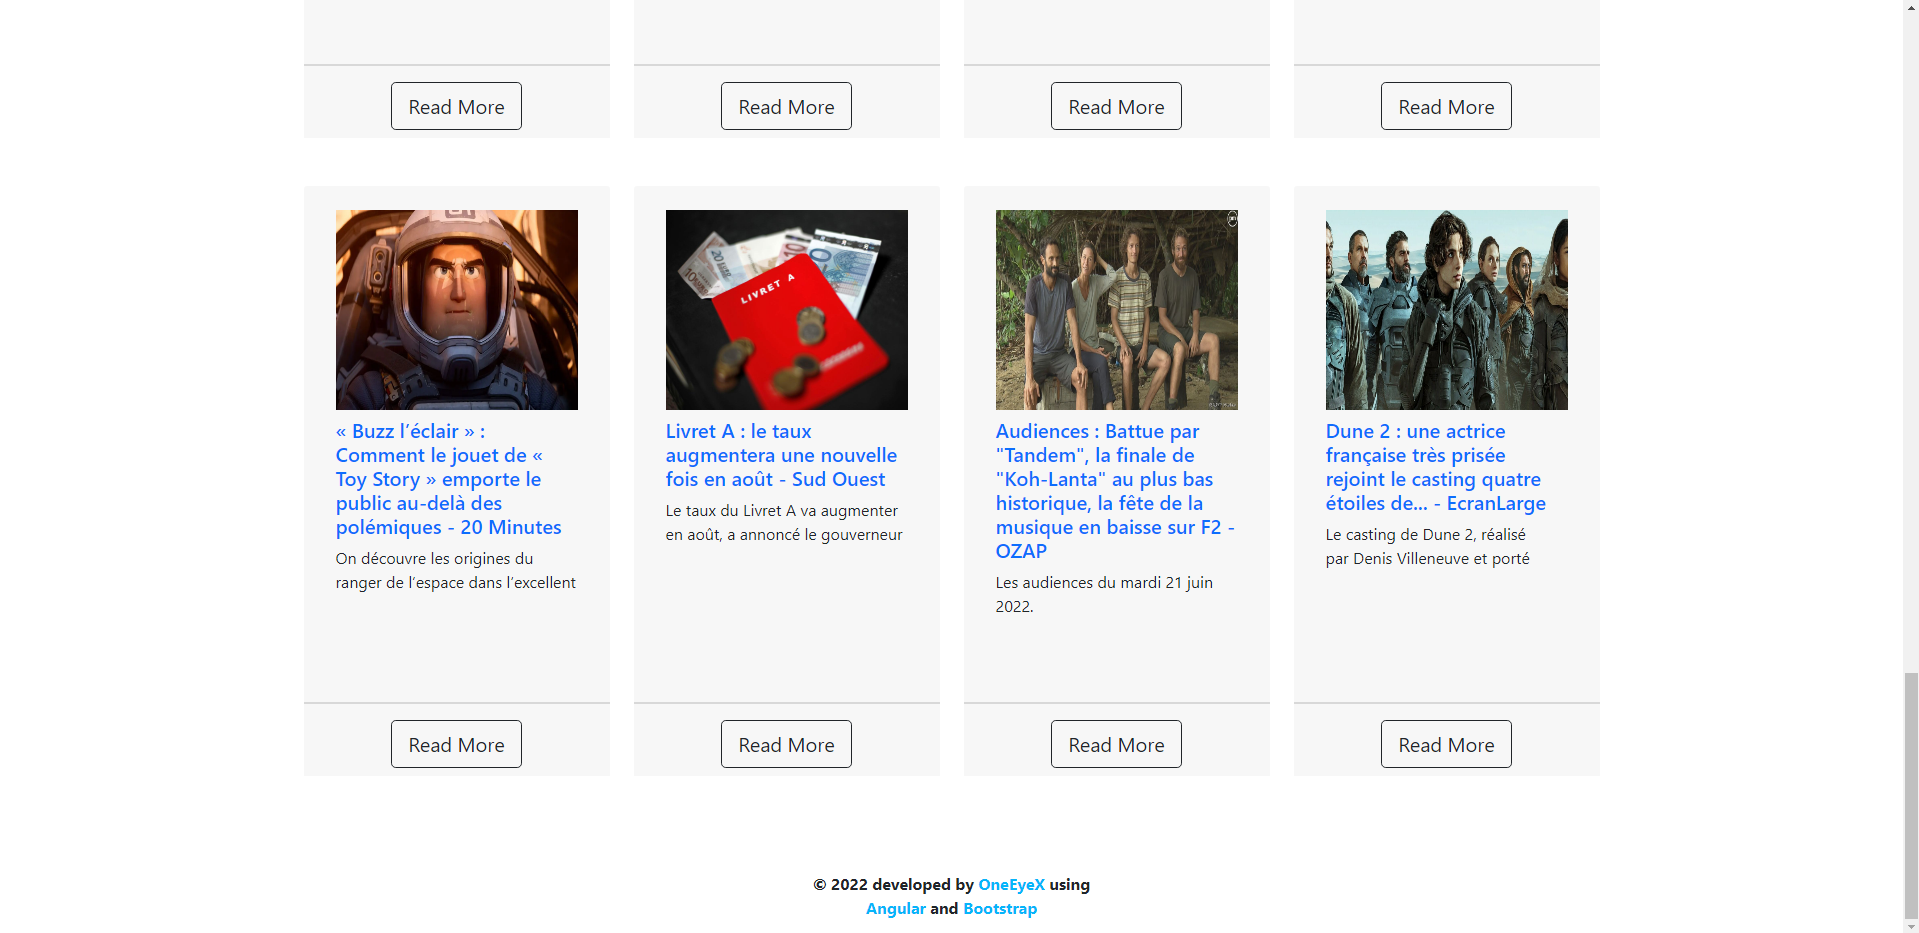 Read More
Read More
Read More
Read More
LIVRET A
« Buzz l’éclair » :
Comment le jouet de «
Toy Story » emporte le
public au-delà des
polémiques - 20 Minutes
On découvre les origines du
ranger de l’espace dans l’excellent
Livret A : le taux
augmentera une nouvelle
fois en août - Sud Ouest
Le taux du Livret A va augmenter
en août, a annoncé le gouverneur
Audiences : Battue par
"Tandem", la finale de
"Koh-Lanta" au plus bas
historique, la fête de la
musique en baisse sur F2 -
OZAP
Les audiences du mardi 21 juin
2022.
Dune 2 : une actrice
française très prisée
rejoint le casting quatre
étoiles de... - EcranLarge
Le casting de Dune 2, réalisé
par Denis Villeneuve et porté
Read More
Read More
Read More
Read More
© 2022 developed by OneEyeX using
Angular and Bootstrap